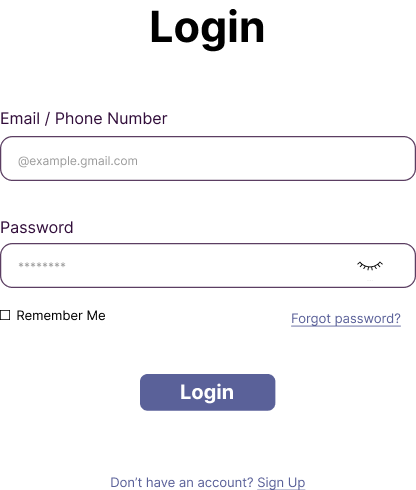 Login
Email / Phone Number
@example.gmail.com
Password
********
Remember Me
Forgot password?
Login
Don't have an account? Sign Up